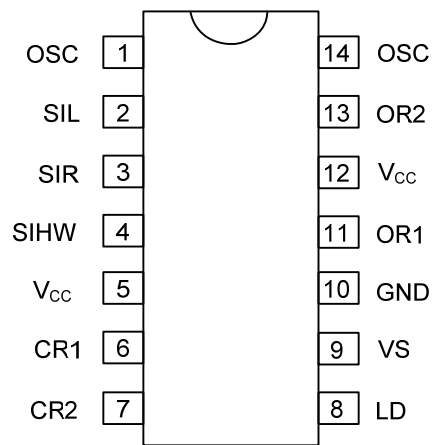 OSC 1 14 OSC
SIL 2 13 OR2
SIR 3 12 VCC
SIHW 4 11 OR1
VCC 5 10 GND
CR1 6 9 VS
CR2 7 8 LD